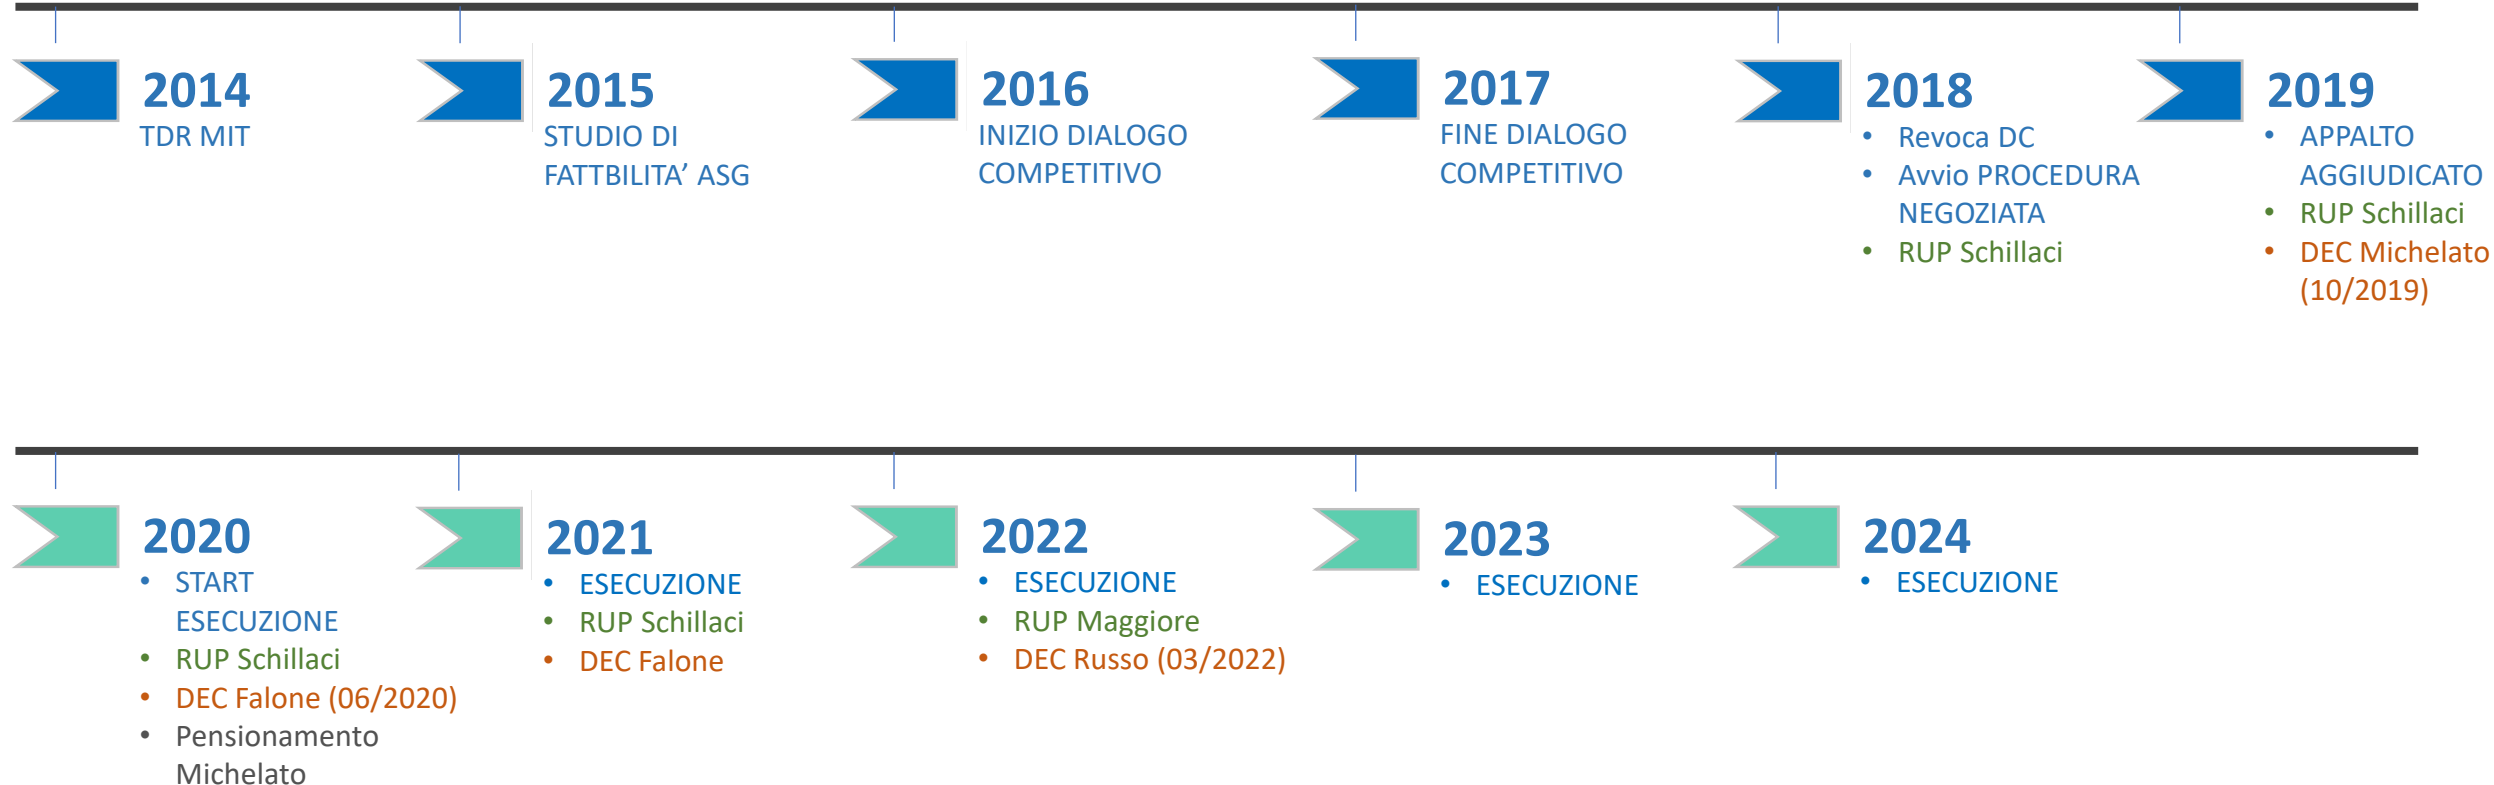 2014
TDR MIT
2015
STUDIO DI
FATTBILITA’ ASG
2016
INIZIO DIALOGO
COMPETITIVO
2017
FINE DIALOGO
COMPETITIVO
2018
• Revoca DC
• Avvio PROCEDURA
NEGOZIATA
• RUP Schillaci
2019
• APPALTO
AGGIUDICATO
• RUP Schillaci
• DEC Michelato
(10/2019)
2020
• START
ESECUZIONE
• RUP Schillaci
• DEC Falone (06/2020)
• Pensionamento
Michelato
2021
• ESECUZIONE
• RUP Schillaci
• DEC Falone
2022
• ESECUZIONE
• RUP Maggiore
• DEC Russo (03/2022)
2023
• ESECUZIONE
2024
• ESECUZIONE